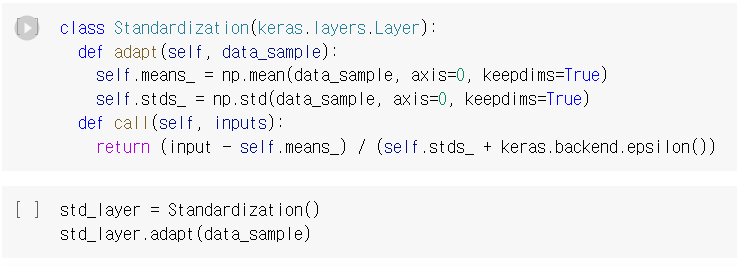 class Standardization(keras.layers.Layer):
  def adapt(self, data_sample):
    self.means_ = np.mean(data_sample, axis=0, keepdims=True)
    self.stds_ = np.std(data_sample, axis=0, keepdims=True)
  def call(self, inputs):
    return (input - self.means_) / (self.stds_ + keras.backend.epsilon())
[ ] std_layer = Standardization()
std_layer.adapt(data_sample)